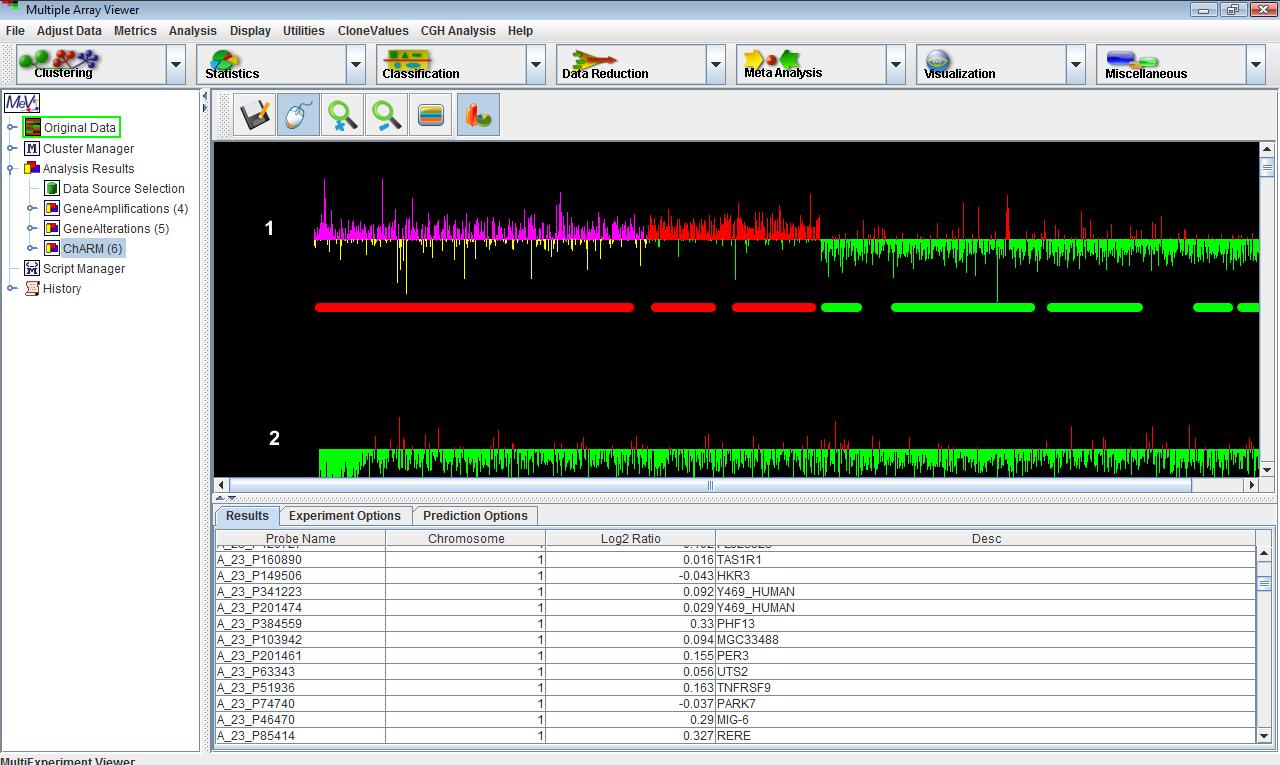 Multiple Array Viewer
File Adjust Data Metrics Analysis Display Utilities CloneValues CGH Analysis Help
Clustering Statistics Classification Data Reduction Meta Analysis Visualization Miscellaneous
MeV
Original Data
Cluster Manager
Analysis Results
Data Source Selection
GeneAmplifications (4)
GeneAlterations (5)
ChARM (6)
Script Manager
History
1
2
Results Experiment Options Prediction Options
Probe Name Chromosome Log2 Ratio Desc
A_23_P160890 1 0.016 TAS1R1
A_23_P149506 1 -0.043 HKR3
A_23_P341223 1 0.092 Y469_HUMAN
A_23_P201474 1 0.029 Y469_HUMAN
A_23_P384559 1 0.33 PHF13
A_23_P103942 1 0.094 MGC33488
A_23_P201461 1 0.155 PER3
A_23_P63343 1 0.056 UTS2
A_23_P51936 1 0.163 TNFRSF9
A_23_P74740 1 -0.037 PARK7
A_23_P46470 1 0.29 MIG-6
A_23_P85414 1 0.327 RERE
MultiExperiment Viewer